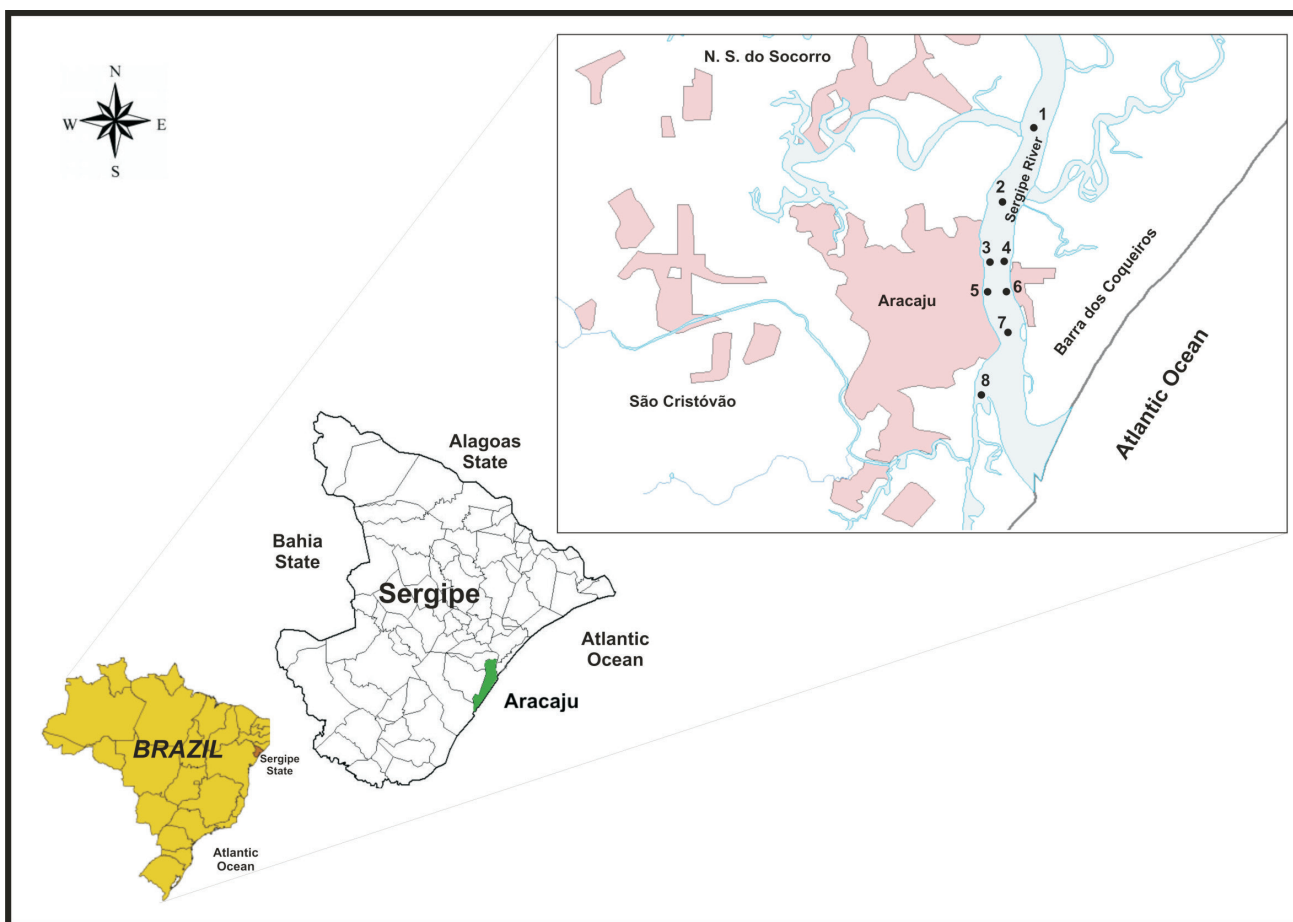 N
W
E
S
N. S. do Socorro
1
Sergipe River
2
3
4
5
6
7
8
Aracaju
Barra dos Coqueiros
São Cristóvão
Atlantic Ocean
Alagoas
State
Bahia
State
Sergipe
Atlantic
Ocean
Aracaju
BRAZIL
Sergipe
State
Atlantic
Ocean